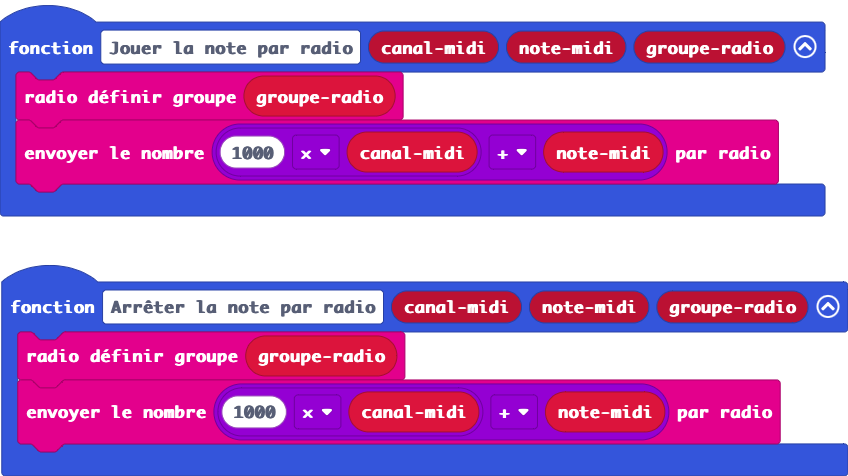 fonction Jouer la note par radio canal-midi note-midi groupe-radio
radio définir groupe groupe-radio
envoyer le nombre 1000 x canal-midi + note-midi par radio
fonction Arrêter la note par radio canal-midi note-midi groupe-radio
radio définir groupe groupe-radio
envoyer le nombre 1000 x canal-midi + note-midi par radio